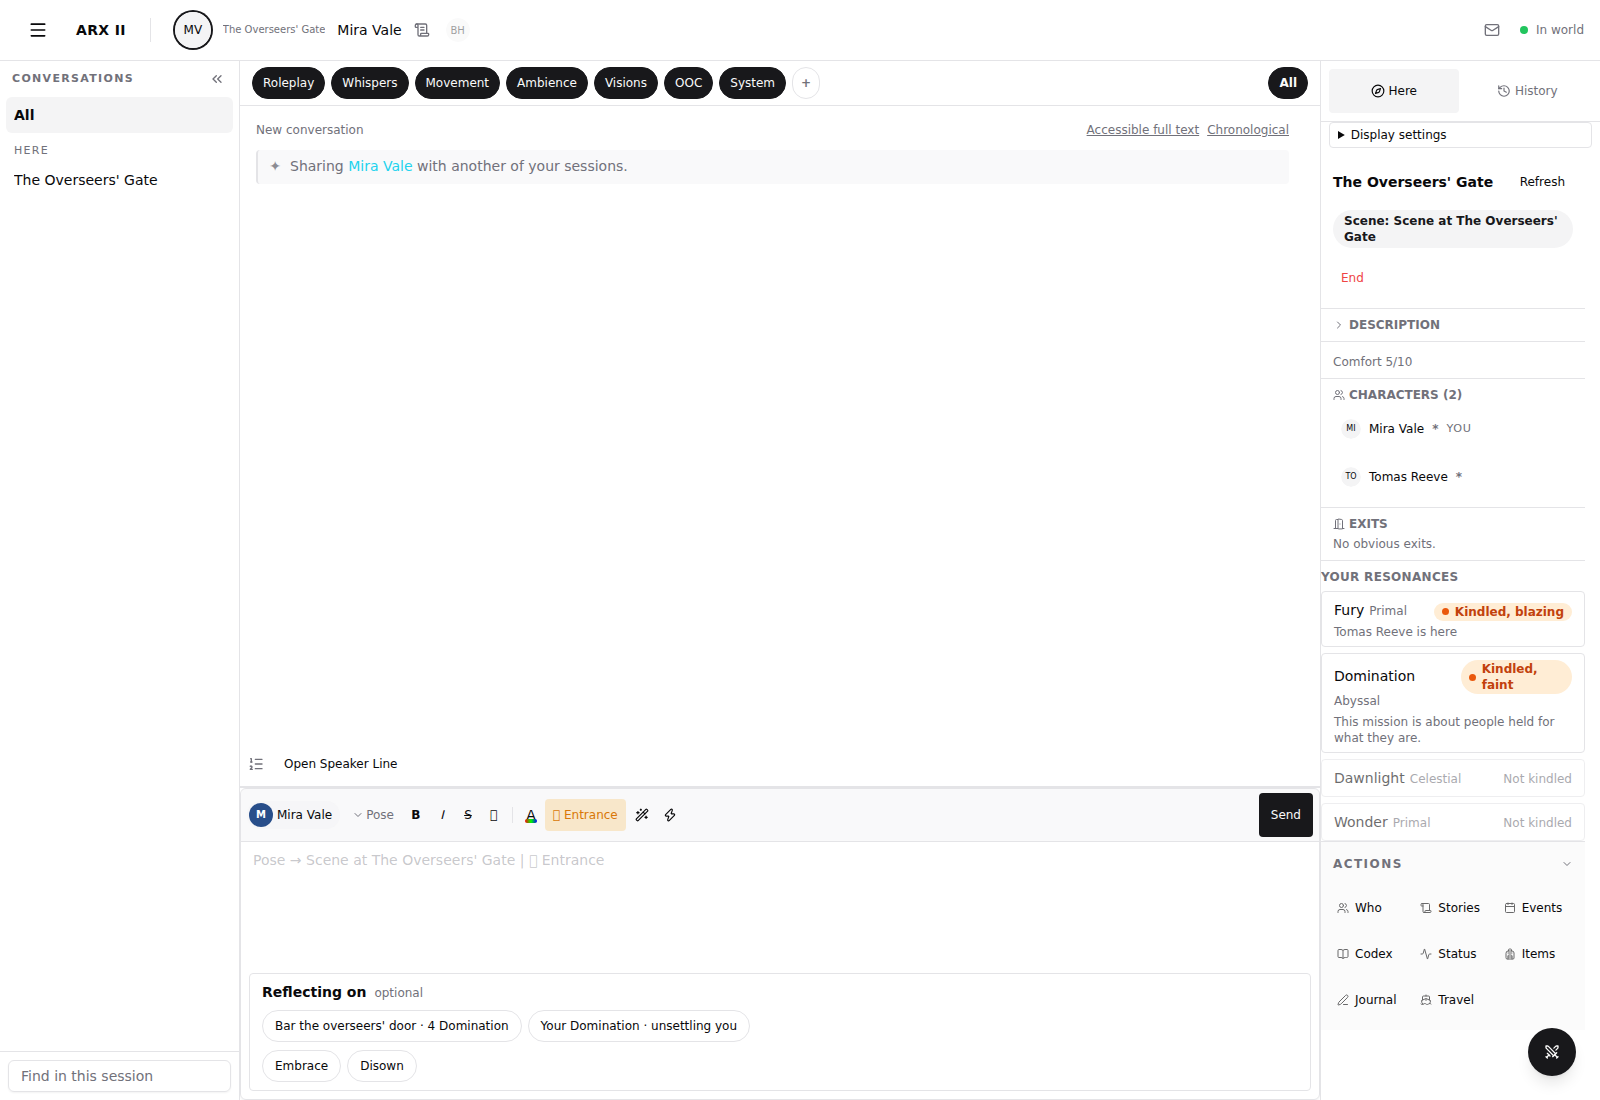 ARX II
MV
The Overseers' Gate
Mira Vale
BH
In world
CONVERSATIONS
All
HERE
The Overseers' Gate
Find in this session
Roleplay
Whispers
Movement
Ambience
Visions
OOC
System
+
All
New conversation
Accessible full text
Chronological
Sharing Mira Vale with another of your sessions.
Open Speaker Line
M
Mira Vale
Pose
B
I
S
A
Entrance
Send
Pose → Scene at The Overseers' Gate | Entrance
Reflecting on optional
Bar the overseers' door · 4 Domination
Your Domination · unsettling you
Embrace
Disown
Here
History
Display settings
The Overseers' Gate
Refresh
Scene: Scene at The Overseers'
Gate
End
DESCRIPTION
Comfort 5/10
CHARACTERS (2)
MI
Mira Vale * YOU
TO
Tomas Reeve *
EXITS
No obvious exits.
YOUR RESONANCES
Fury Primal
Kindled, blazing
Tomas Reeve is here
Domination
Kindled,
faint
Abyssal
This mission is about people held for
what they are.
Dawnlight Celestial
Not kindled
Wonder Primal
Not kindled
ACTIONS
Who
Stories
Events
Codex
Status
Items
Journal
Travel